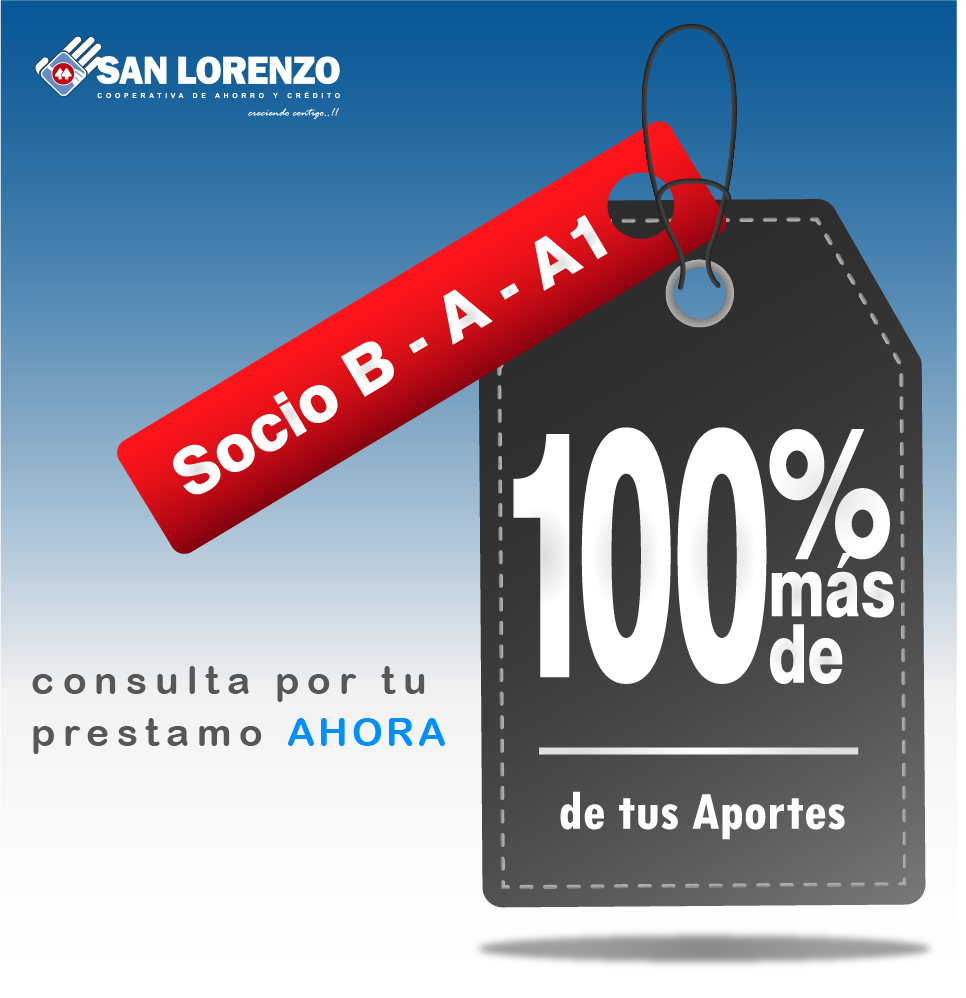 SAN LORENZO
COOPERATIVA DE AHORRO Y CRÉDITO
creciendo contigo..!!
Socio B - A - A1
100%
más
de
de tus Aportes
consulta por tu
prestamo AHORA